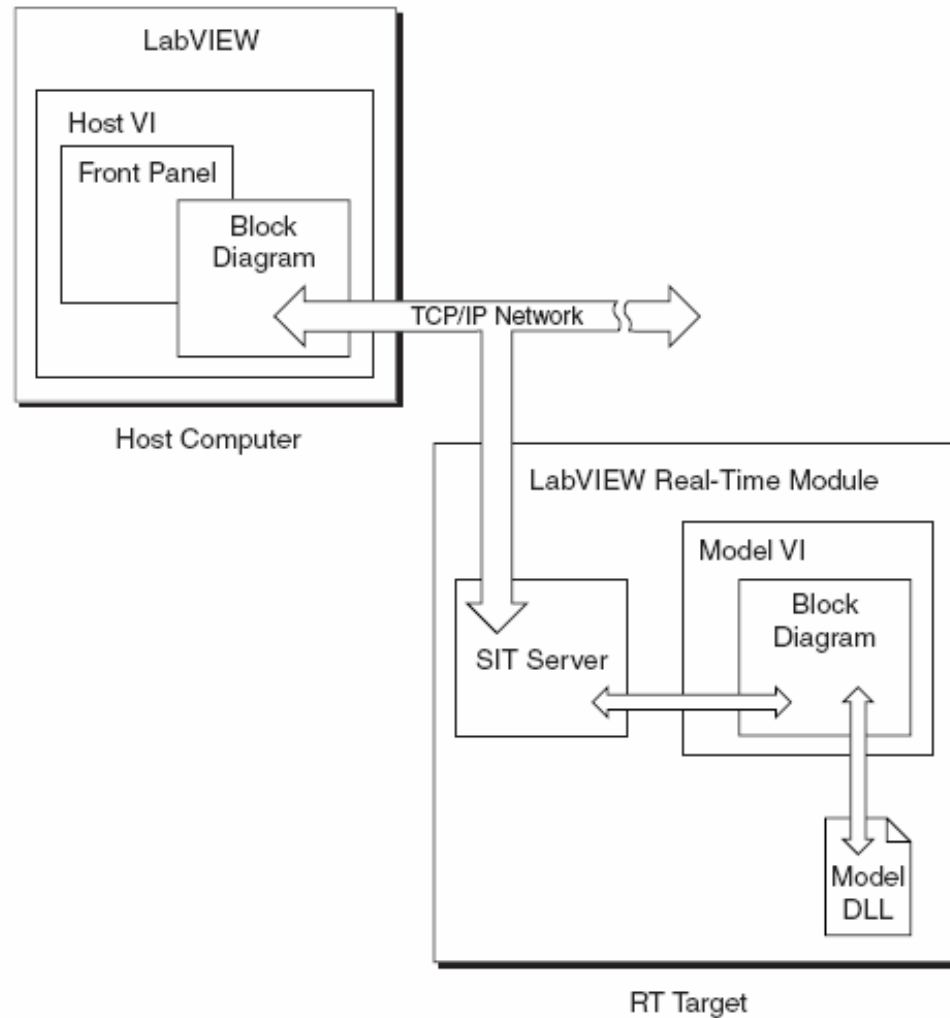 LabVIEW
Host VI
Front Panel
Block
Diagram
TCP/IP Network
Host Computer
LabVIEW Real-Time Module
Model VI
Block
Diagram
SIT Server
Model
DLL
RT Target